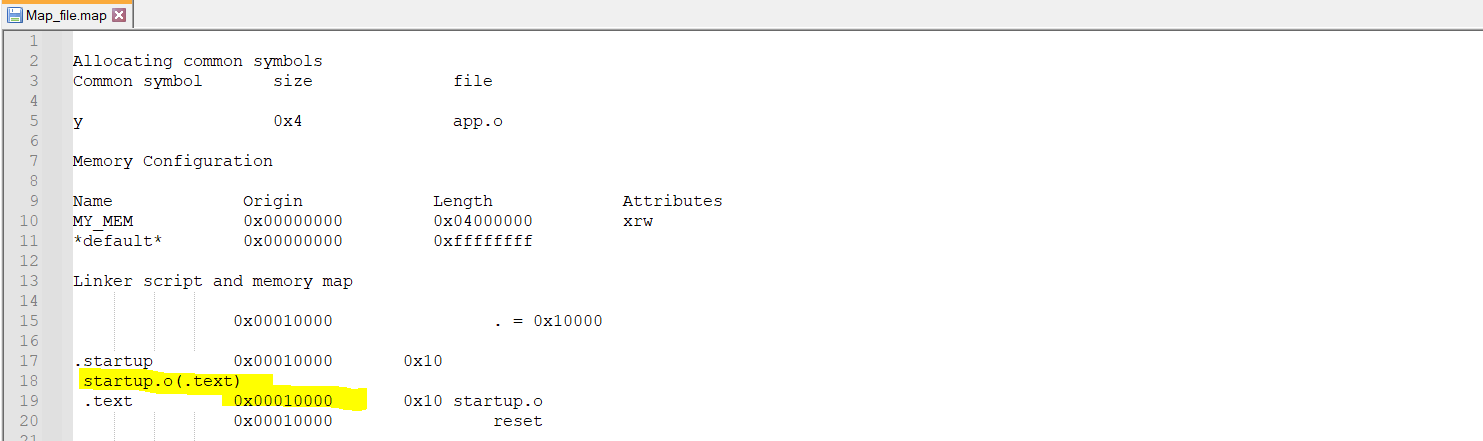 Map_file.map
1
2 Allocating common symbols
3 Common symbol size file
4
5 y 0x4 app.o
6
7 Memory Configuration
8
9 Name Origin Length Attributes
10 MY_MEM 0x00000000 0x04000000 xrw
11 *default* 0x00000000 0xffffffff
12
13 Linker script and memory map
14
15 0x00010000 . = 0x10000
16
17 .startup 0x00010000 0x10
18 startup.o(.text)
19 .text 0x00010000 0x10 startup.o
20 0x00010000 reset
21